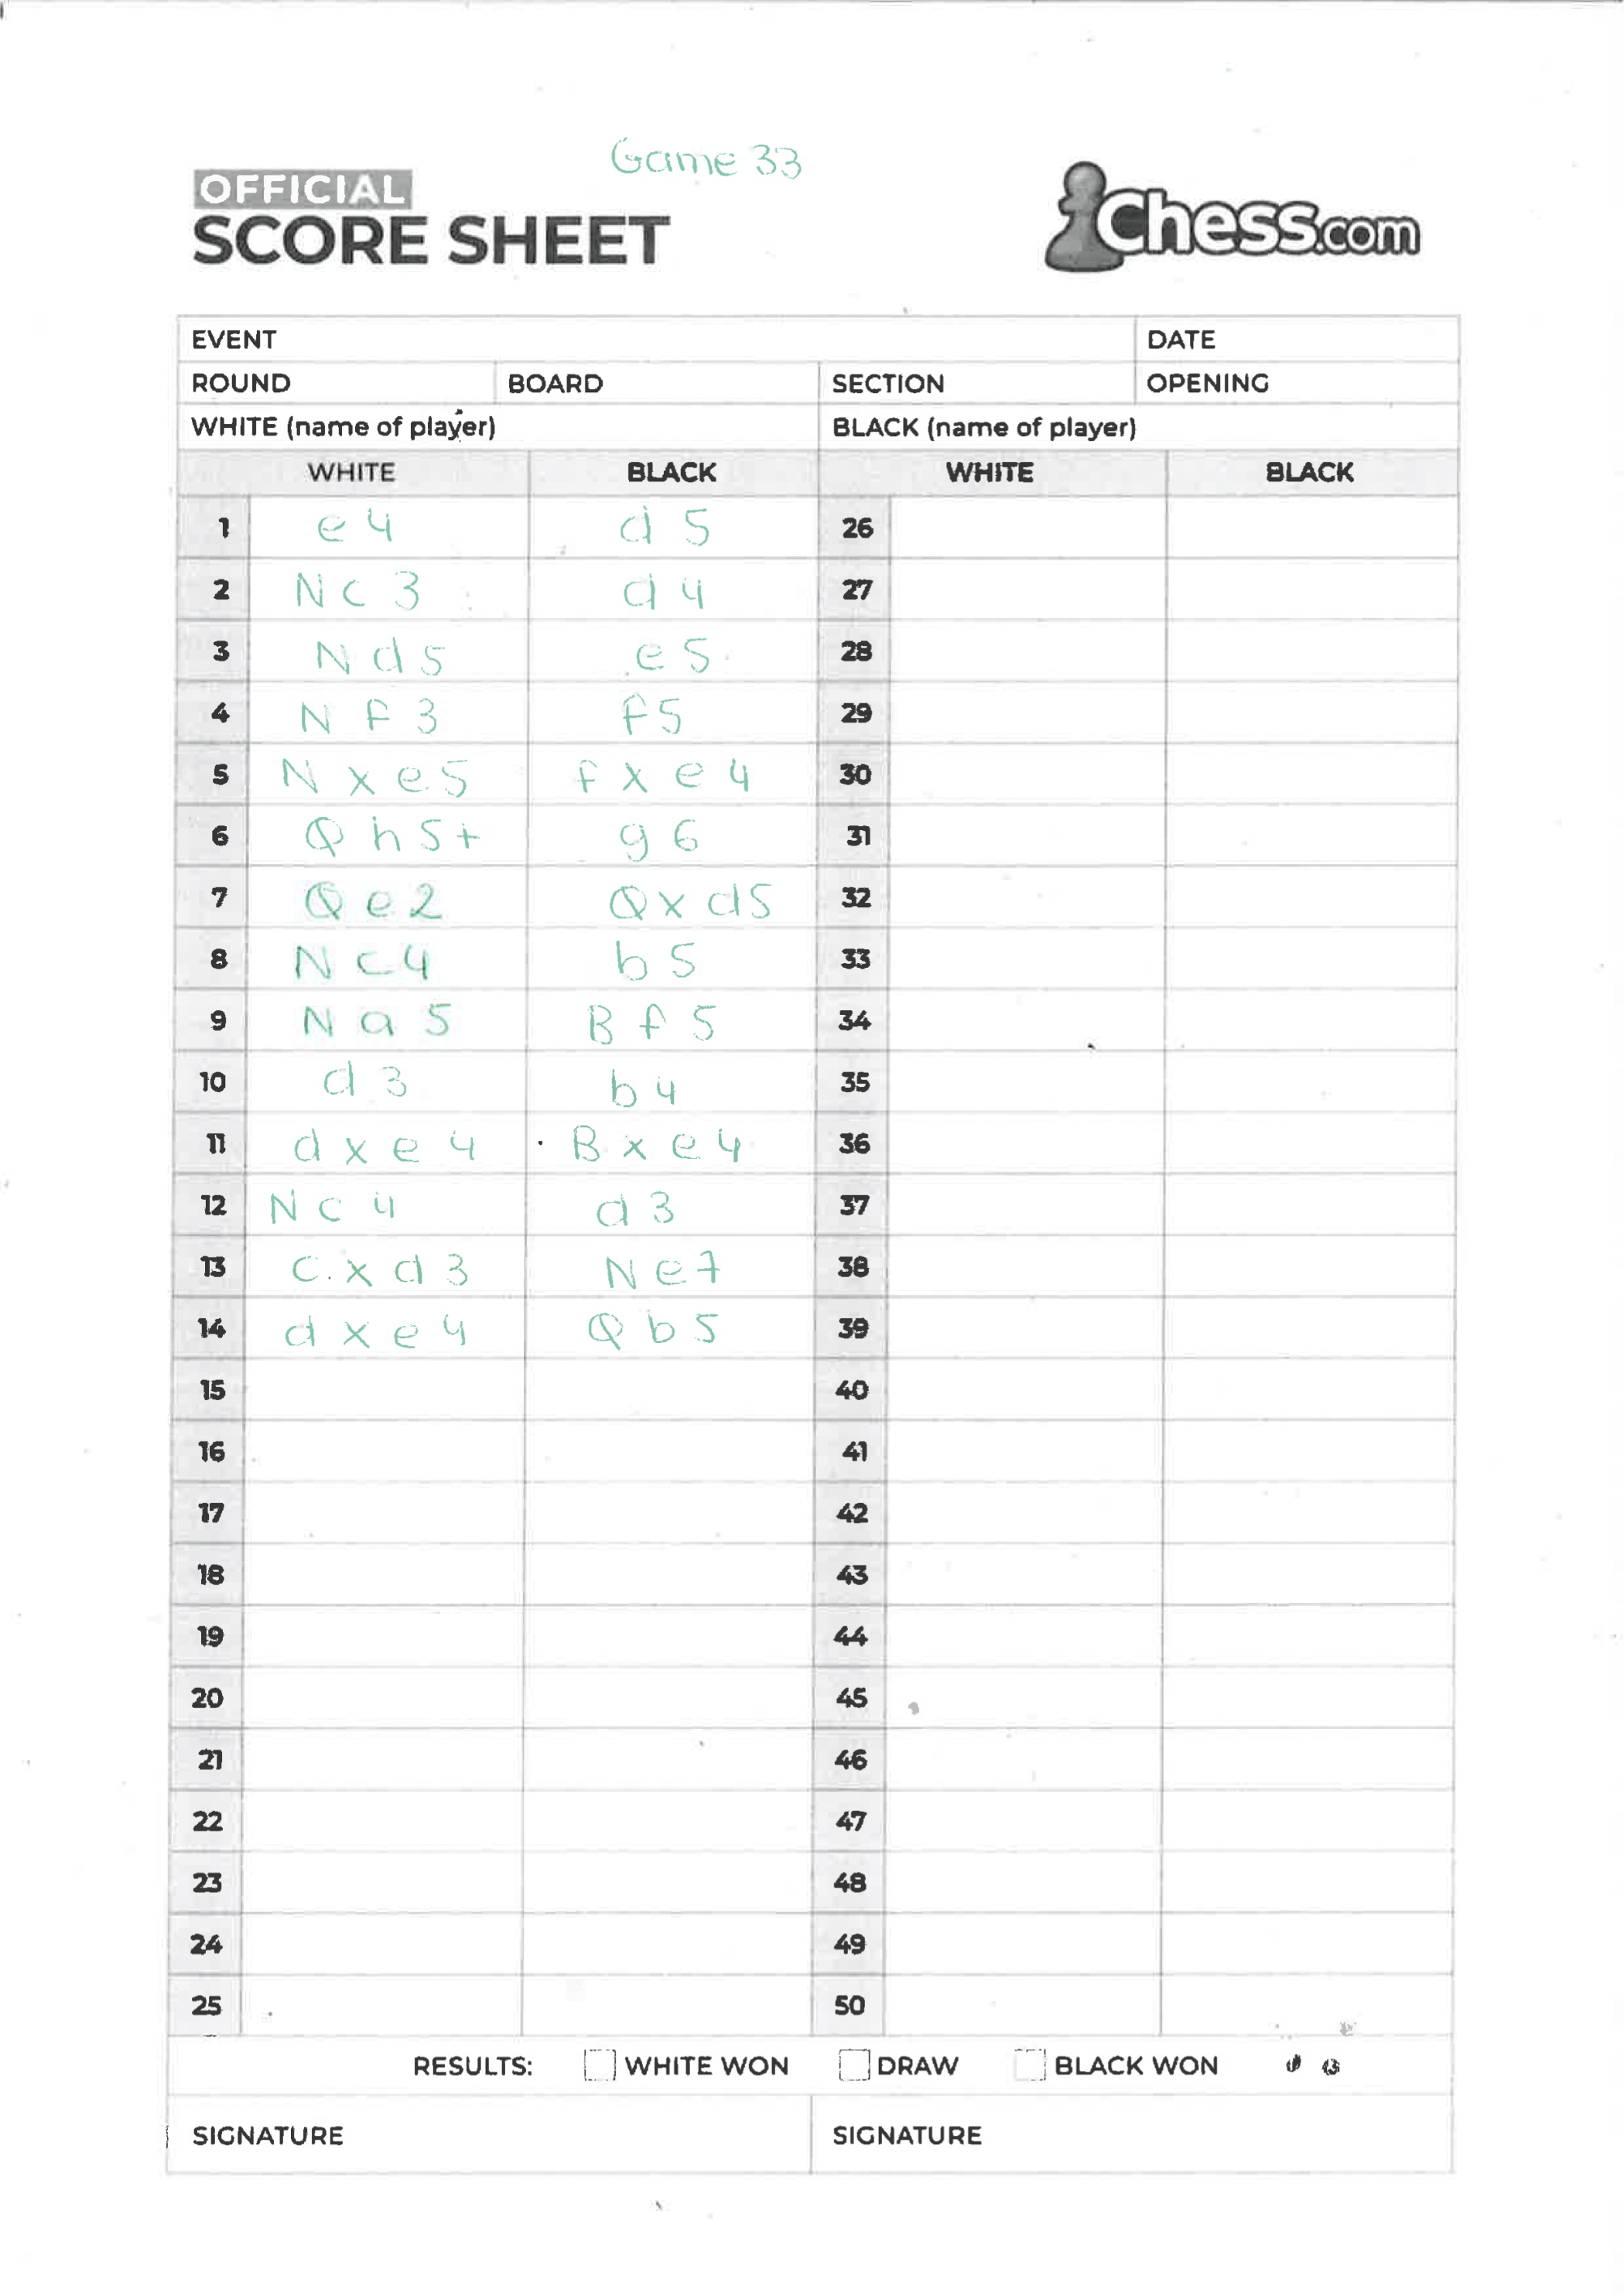 Game 33
OFFICIAL
SCORE SHEET
Chess.com
EVENT DATE
ROUND BOARD SECTION OPENING
WHITE (name of player) BLACK (name of player)
WHITE BLACK WHITE BLACK
1 e4 d5 26
2 Nc3 d4 27
3 Nd5 e5 28
4 NF3 f5 29
5 Nxe5 fxe4 30
6 Qh5+ g6 31
7 Qe2 Qxd5 32
8 Nc4 b5 33
9 Na5 Bf5 34
10 d3 b4 35
11 dxe4 Bxe4 36
12 Nc4 d3 37
13 c.xd3 Ne7 38
14 dxe4 Qb5 39
15 40
16 41
17 42
18 43
19 44
20 45
21 46
22 47
23 48
24 49
25 50
RESULTS: WHITE WON DRAW BLACK WON
SIGNATURE SIGNATURE